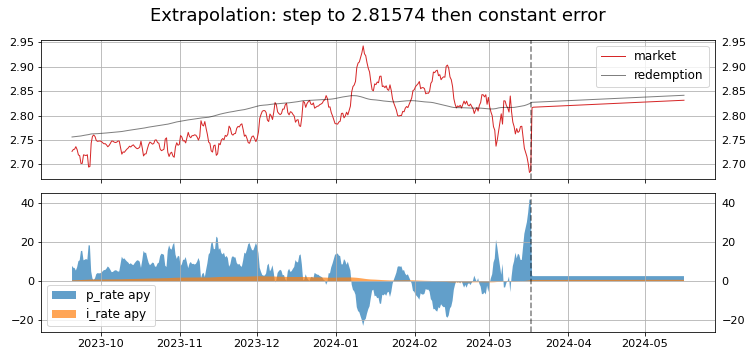 Extrapolation: step to 2.81574 then constant error
2.95 2.95
2.90 2.90
2.85 2.85
2.80 2.80
2.75 2.75
2.70 2.70
market
redemption
40 40
20 20
0 0
−20 −20
p_rate apy
i_rate apy
2023-10 2023-11 2023-12 2024-01 2024-02 2024-03 2024-04 2024-05